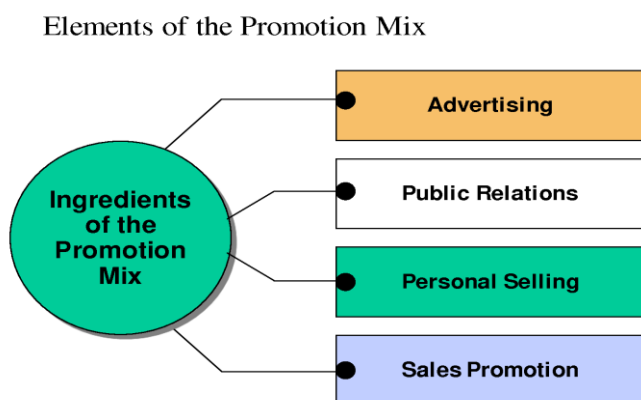 Elements of the Promotion Mix
Advertising
Ingredients
of the
Promotion
Mix
Public Relations
Personal Selling
Sales Promotion